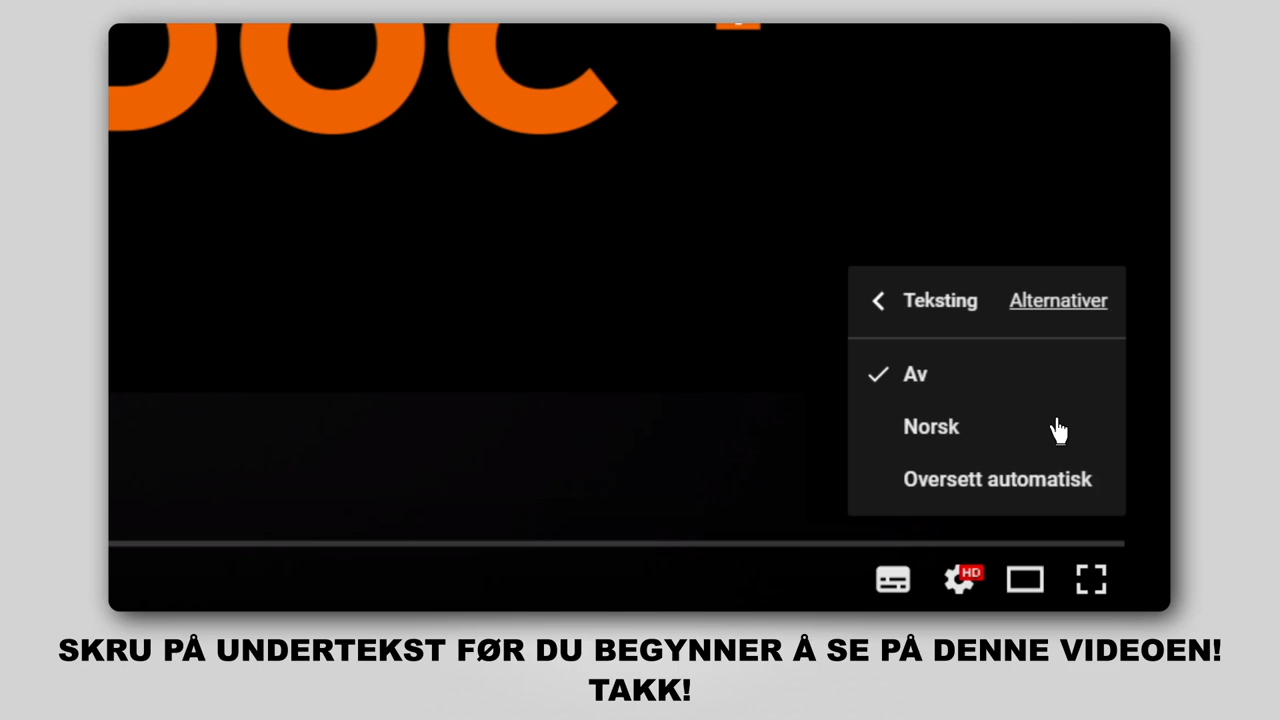 Teksting Alternativer
Av
Norsk
Oversett automatisk
HD
SKRU PÅ UNDERTEKST FØR DU BEGYNNER Å SE PÅ DENNE VIDEOEN!
TAKK!